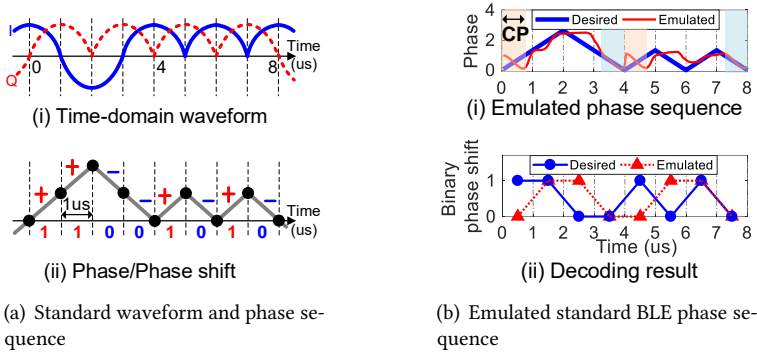 I
Q
0 4 8
Time
(us)
(i) Time-domain waveform
+ + − − + − + −
1us
1 1 0 0 1 0 1 0
Time
(us)
(ii) Phase/Phase shift
(a) Standard waveform and phase se-
quence
Desired Emulated
CP
Phase
4
2
0
0 1 2 3 4 5 6 7 8
(i) Emulated phase sequence
Desired Emulated
Binary
phase shift
1
0
0 1 2 3 4 5 6 7 8
Time (us)
(ii) Decoding result
(b) Emulated standard BLE phase se-
quence